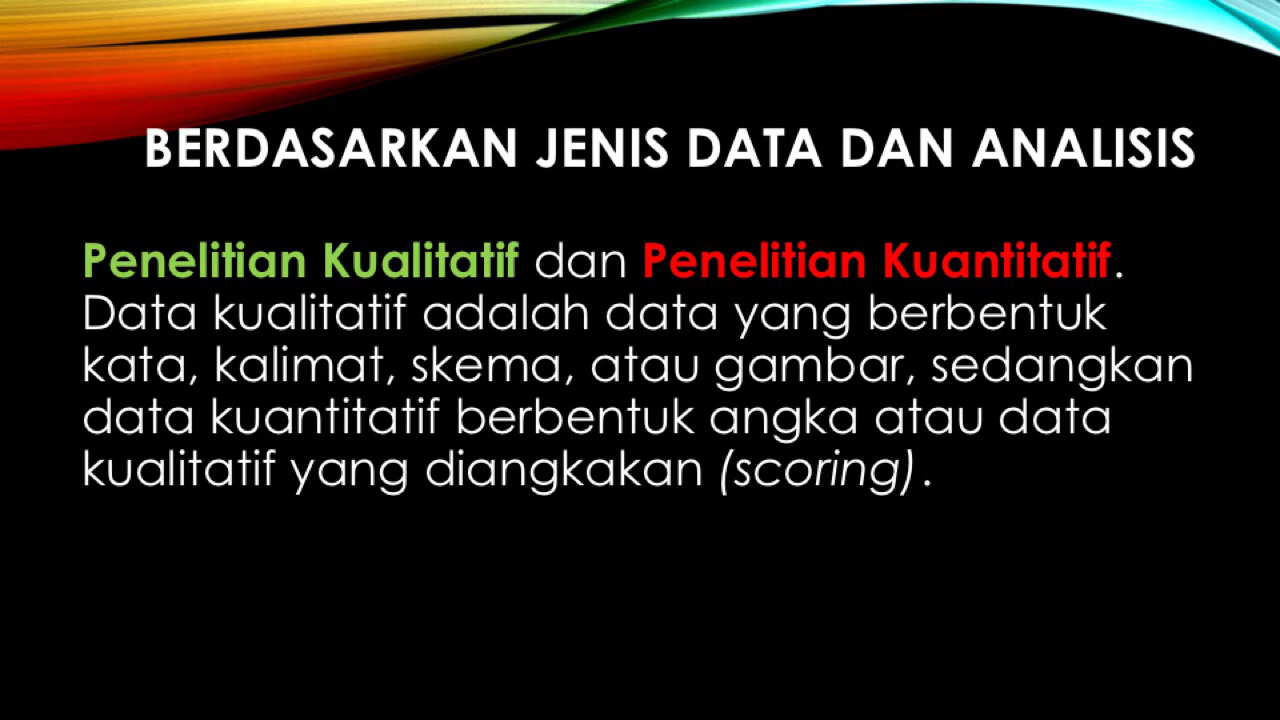 BERDASARKAN JENIS DATA DAN ANALISIS
Penelitian Kualitatif dan Penelitian Kuantitatif.
Data kualitatif adalah data yang berbentuk
kata, kalimat, skema, atau gambar, sedangkan
data kuantitatif berbentuk angka atau data
kualitatif yang diangkakan (scoring).